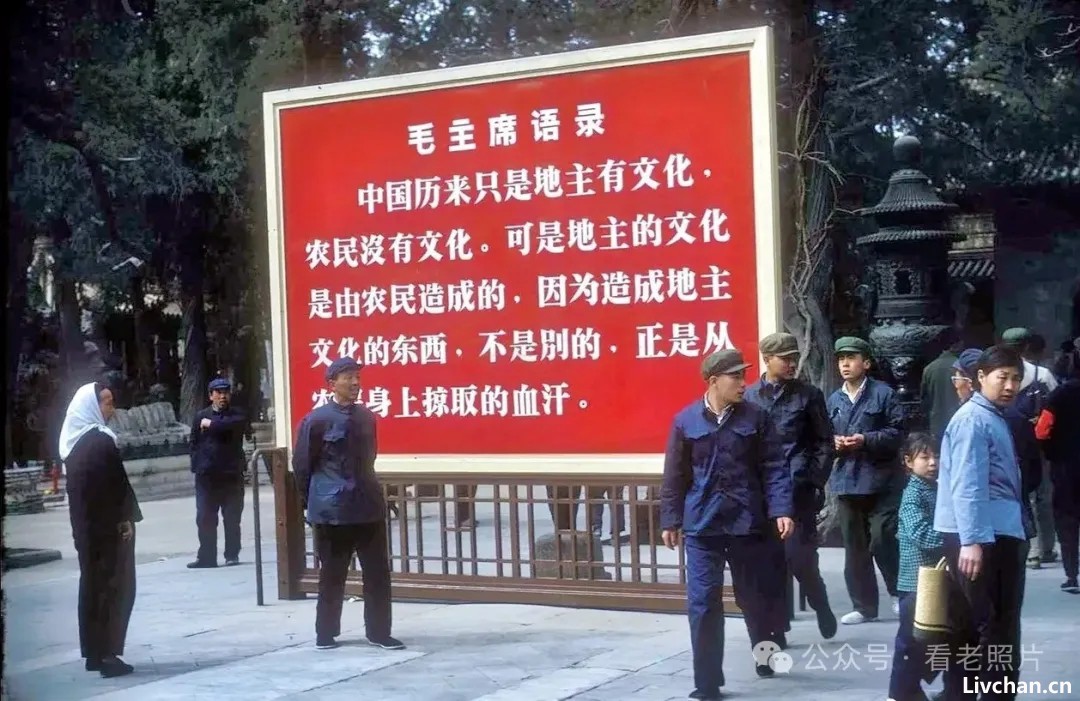 毛主席语录
中国历来只是地主有文化，
农民沒有文化。可是地主的文化
是由农民造成的，因为造成地主
文化的东西，不是别的，正是从
农 身上掠取的血汗。
公众号 · 看老照片
Livchan.cn